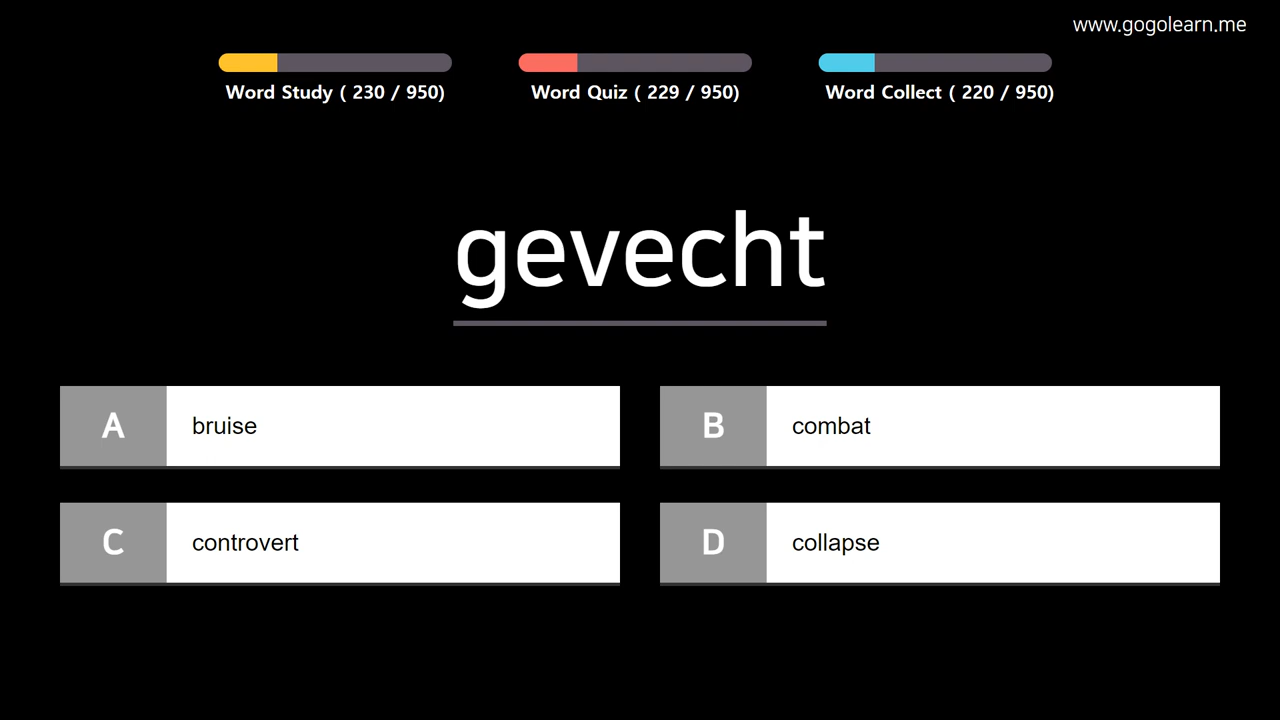 www.gogolearn.me
Word Study ( 230 / 950)
Word Quiz ( 229 / 950)
Word Collect ( 220 / 950)
gevecht
A bruise
B combat
C controvert
D collapse